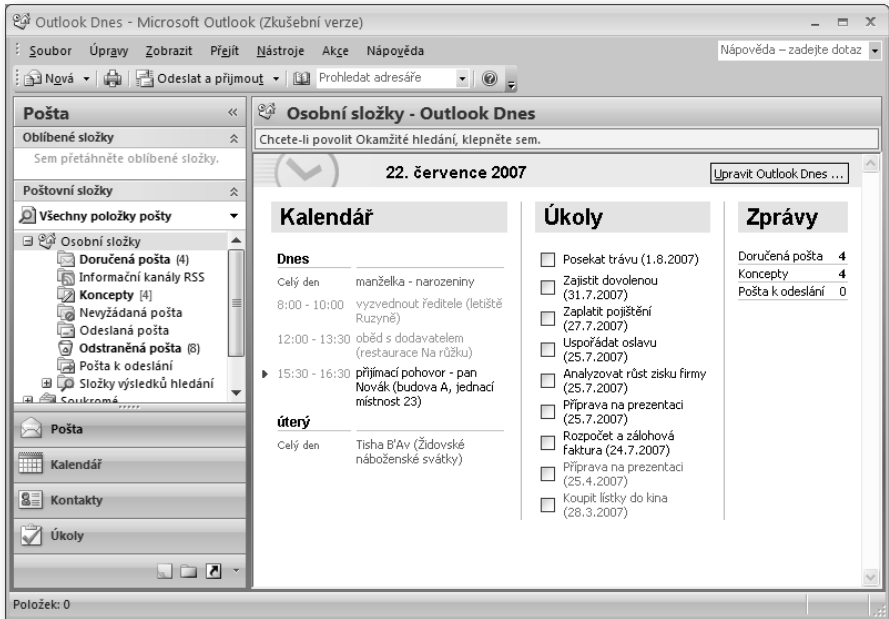 Outlook Dnes - Microsoft Outlook (Zkušební verze)
Soubor Úpravy Zobrazit Přejít Nástroje Akce Nápověda
Nápověda – zadejte dotaz
Nová Odeslat a přijmout Prohledat adresáře
Pošta
Oblíbené složky
Sem přetáhněte oblíbené složky.
Poštovní složky
Všechny položky pošty
Osobní složky
Doručená pošta (4)
Informační kanály RSS
Koncepty [4]
Nevyžádaná pošta
Odeslaná pošta
Odstraněná pošta (8)
Pošta k odeslání
Složky výsledků hledání
Soukromé
Pošta
Kalendář
Kontakty
Úkoly
Osobní složky - Outlook Dnes
Chcete-li povolit Okamžité hledání, klepněte sem.
22. července 2007
Upravit Outlook Dnes ...
Kalendář
Dnes
Celý den manželka - narozeniny
8:00 - 10:00 vyzvednout ředitele (letiště
Ruzyně)
12:00 - 13:30 oběd s dodavatelem
(restaurace Na růžku)
15:30 - 16:30 přijímací pohovor - pan
Novák (budova A, jednací
místnost 23)
úterý
Celý den Tisha B'Av (Židovské
náboženské svátky)
Úkoly
Posekat trávu (1.8.2007)
Zajistit dovolenou
(31.7.2007)
Zaplatit pojištění
(27.7.2007)
Uspořádat oslavu
(25.7.2007)
Analyzovat růst zisku firmy
(25.7.2007)
Příprava na prezentaci
(25.7.2007)
Rozpočet a zálohová
faktura (24.7.2007)
Příprava na prezentaci
(25.4.2007)
Koupit lístky do kina
(28.3.2007)
Zprávy
Doručená pošta 4
Koncepty 4
Pošta k odeslání 0
Položek: 0